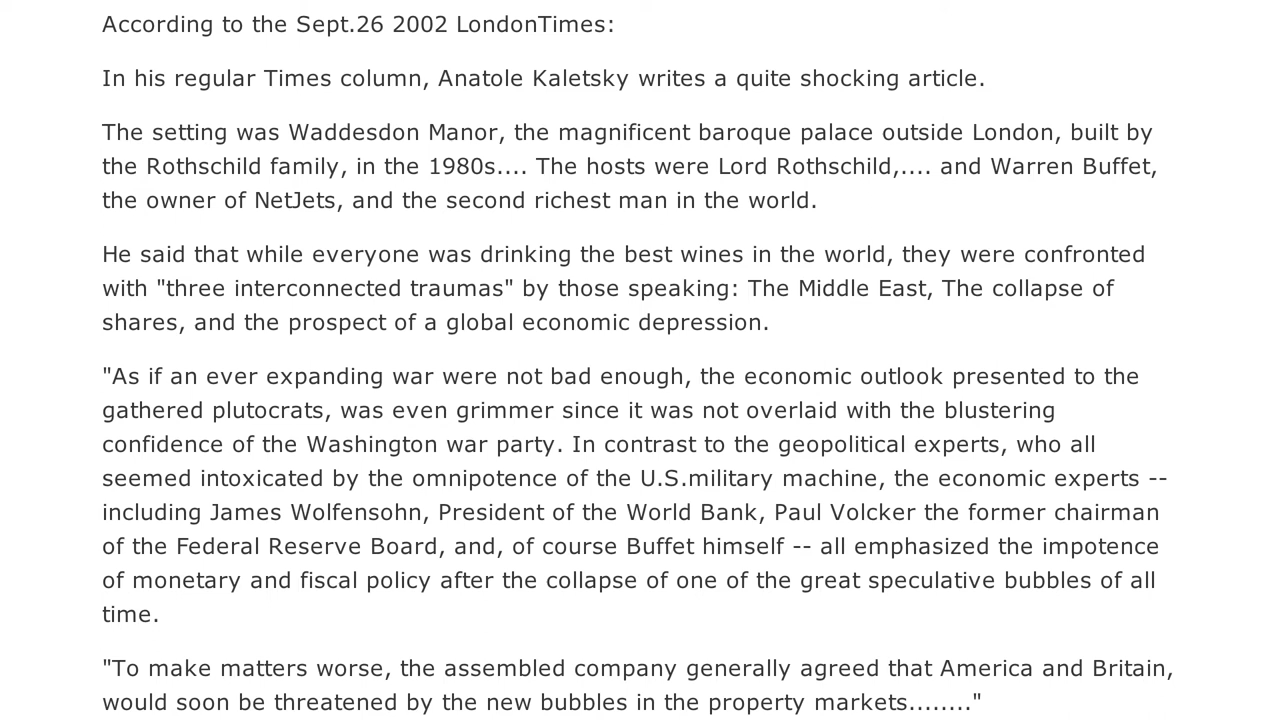 According to the Sept.26 2002 LondonTimes:
In his regular Times column, Anatole Kaletsky writes a quite shocking article.
The setting was Waddesdon Manor, the magnificent baroque palace outside London, built by
the Rothschild family, in the 1980s.... The hosts were Lord Rothschild,.... and Warren Buffet,
the owner of NetJets, and the second richest man in the world.
He said that while everyone was drinking the best wines in the world, they were confronted
with "three interconnected traumas" by those speaking: The Middle East, The collapse of
shares, and the prospect of a global economic depression.
"As if an ever expanding war were not bad enough, the economic outlook presented to the
gathered plutocrats, was even grimmer since it was not overlaid with the blustering
confidence of the Washington war party. In contrast to the geopolitical experts, who all
seemed intoxicated by the omnipotence of the U.S.military machine, the economic experts --
including James Wolfensohn, President of the World Bank, Paul Volcker the former chairman
of the Federal Reserve Board, and, of course Buffet himself -- all emphasized the impotence
of monetary and fiscal policy after the collapse of one of the great speculative bubbles of all
time.
"To make matters worse, the assembled company generally agreed that America and Britain,
would soon be threatened by the new bubbles in the property markets........"